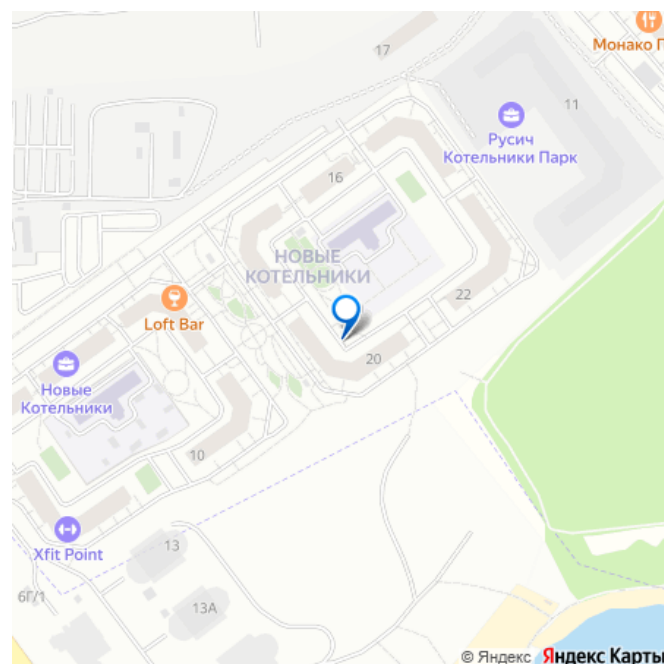 Монако П
17
11
Русич
Котельники Парк
16
НОВЫЕ
КОТЕЛЬНИКИ
22
Loft Bar
20
Новые
Котельники
10
Xfit Point
13
6Г/1
13А
© Яндекс Яндекс Карты